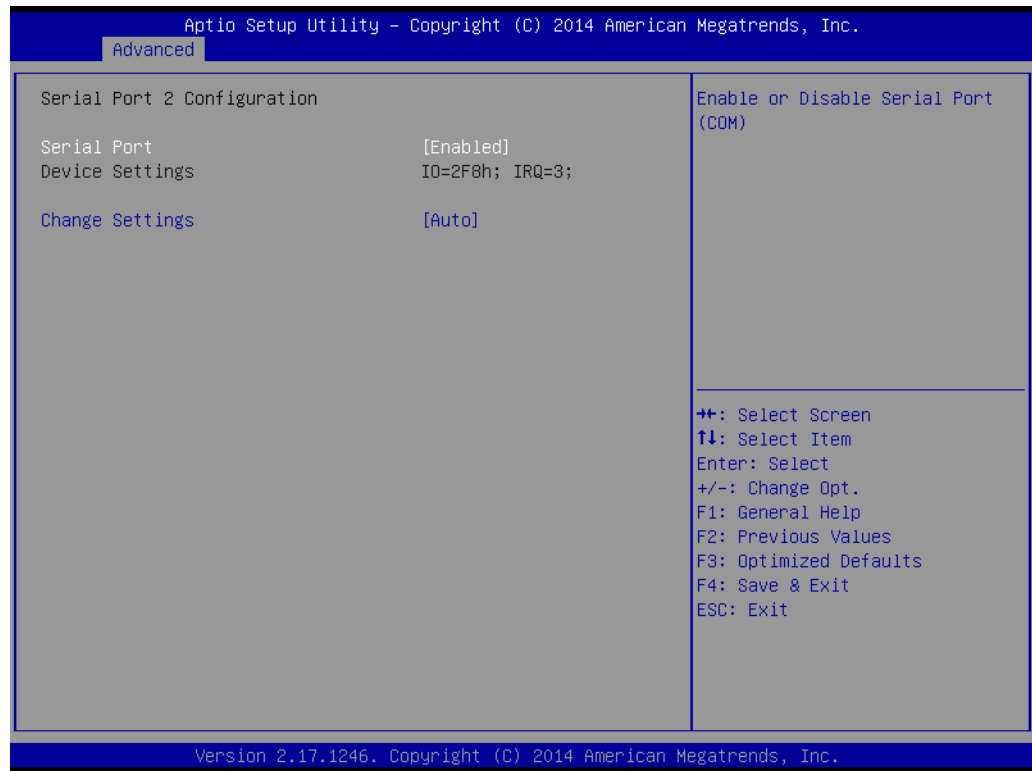 Aptio Setup Utility – Copyright (C) 2014 American Megatrends, Inc.
Advanced
Serial Port 2 Configuration
Serial Port [Enabled]
Device Settings IO=2F8h; IRQ=3;
Change Settings [Auto]
Enable or Disable Serial Port
(COM)
→←: Select Screen
↑↓: Select Item
Enter: Select
+/-: Change Opt.
F1: General Help
F2: Previous Values
F3: Optimized Defaults
F4: Save & Exit
ESC: Exit
Version 2.17.1246. Copyright (C) 2014 American Megatrends, Inc.